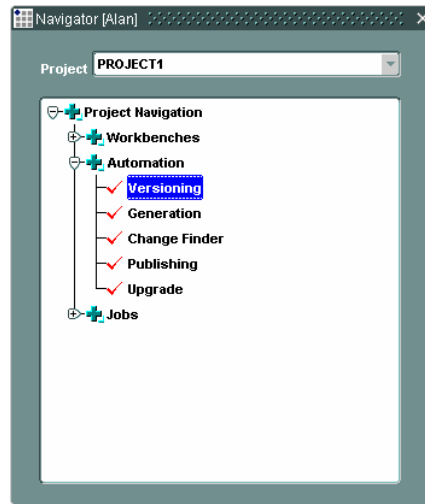 Navigator [Alan]
Project PROJECT1
Project Navigation
Workbenches
Automation
Versioning
Generation
Change Finder
Publishing
Upgrade
Jobs